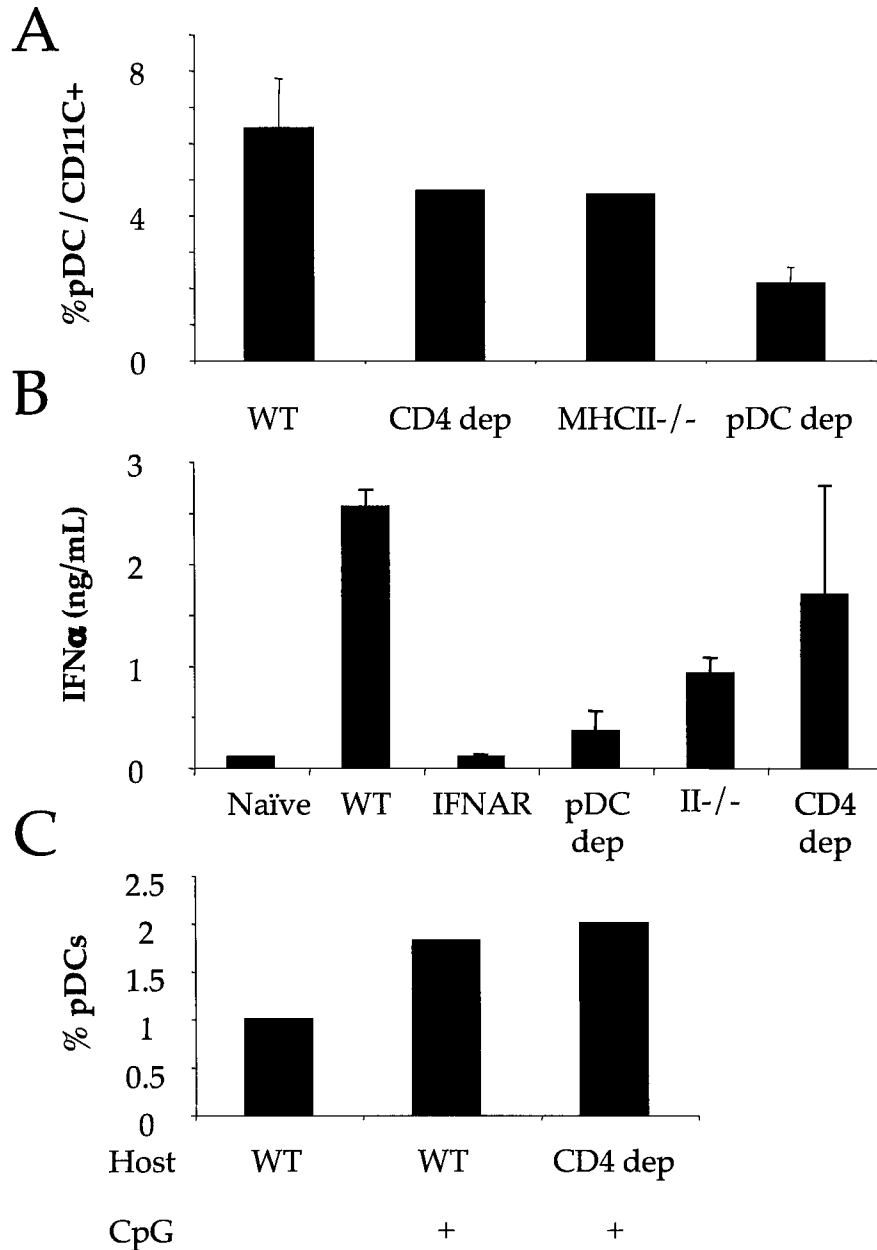 A
%pDC / CD11C+
8
4
0
WT CD4 dep MHCII-/- pDC dep
B
IFNα (ng/mL)
3
2
1
0
Naïve WT IFNAR pDC dep II-/- CD4 dep
C
% pDCs
2.5
2
1.5
1
0.5
0
Host WT WT CD4 dep
CpG + +